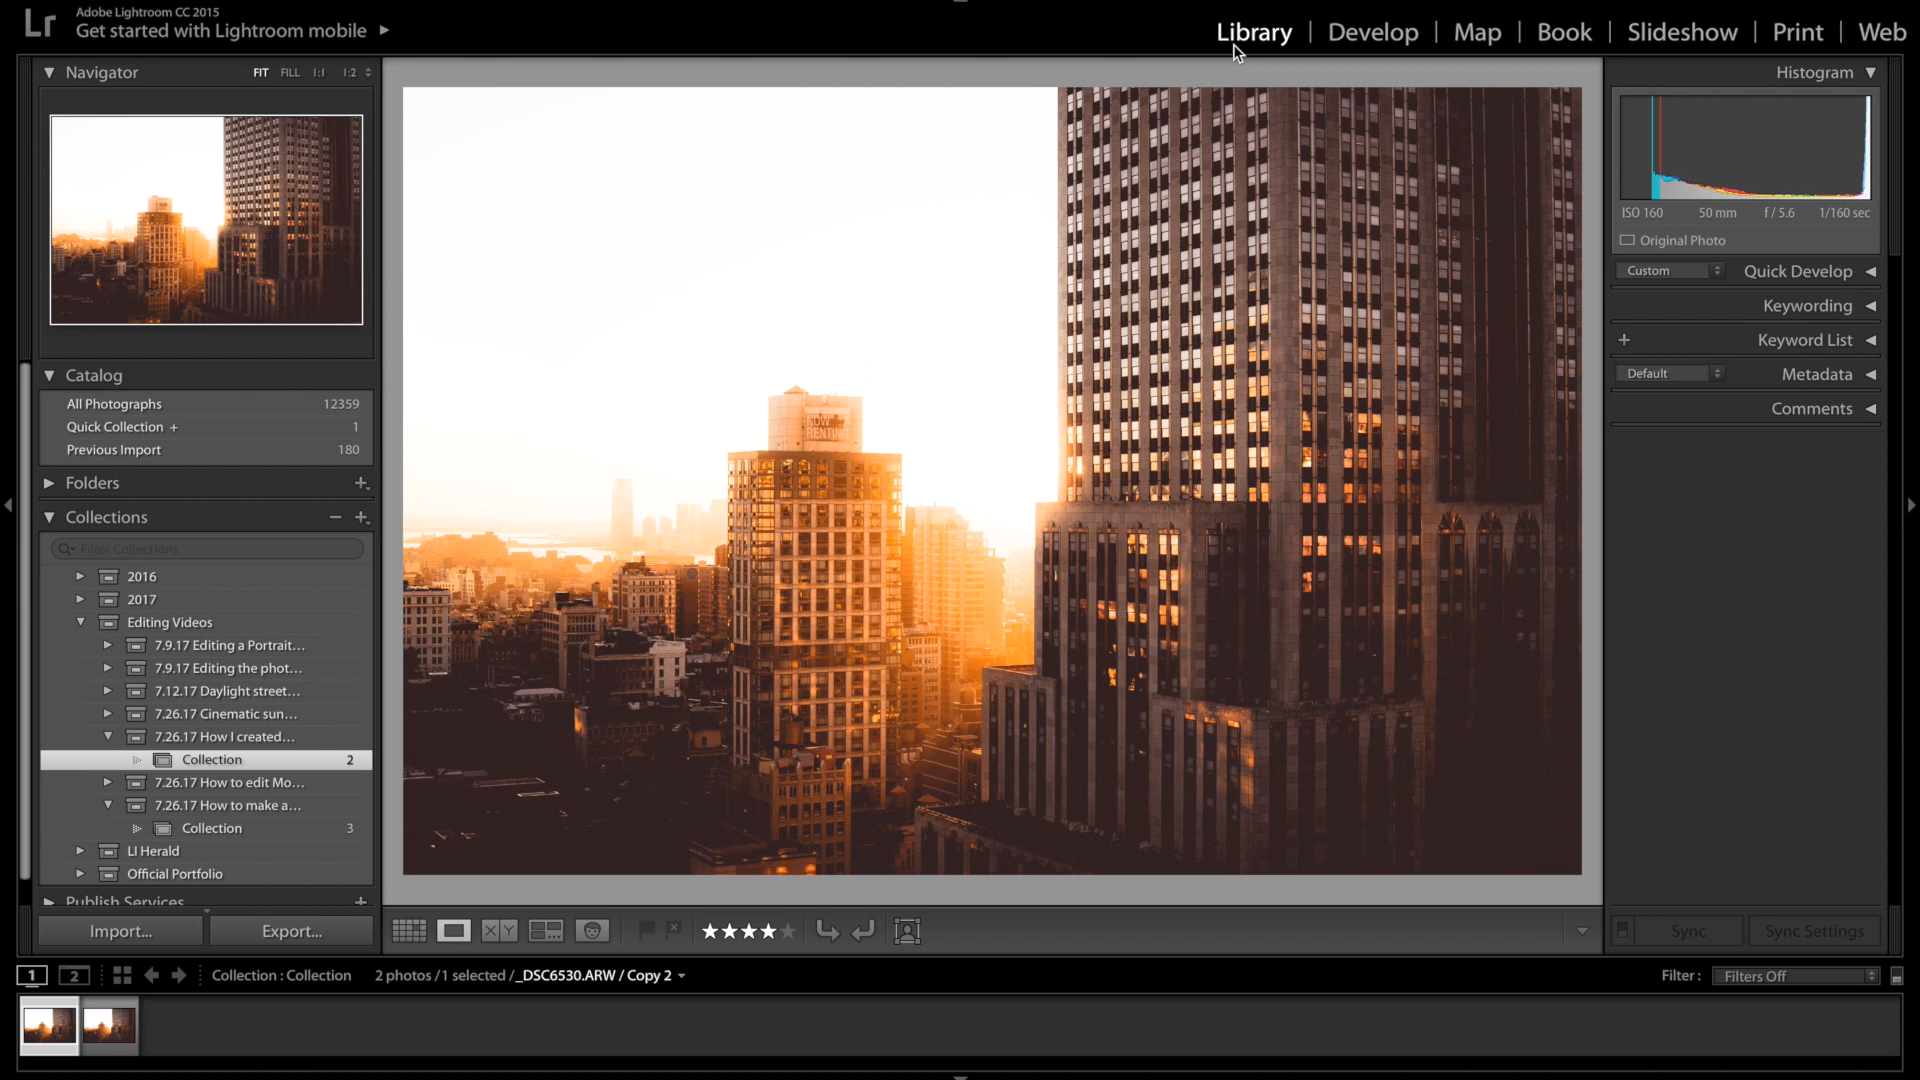 Lr
Adobe Lightroom CC 2015
Get started with Lightroom mobile
Library | Develop | Map | Book | Slideshow | Print | Web
Navigator FIT FILL 1:1 1:2
Histogram
ISO 160 50 mm f / 5.6 1/160 sec
Original Photo
Custom Quick Develop
Keywording
+ Keyword List
Default Metadata
Comments
Catalog
All Photographs 12359
Quick Collection + 1
Previous Import 180
Folders
Collections
Filter Collections
2016
2017
Editing Videos
7.9.17 Editing a Portrait...
7.9.17 Editing the phot...
7.12.17 Daylight street...
7.26.17 Cinematic sun...
7.26.17 How I created...
Collection 2
7.26.17 How to edit Mo...
7.26.17 How to make a...
Collection 3
LI Herald
Official Portfolio
Publish Services
Import... Export...
NOW
RENTING
X Y
Sync Sync Settings
1 2 Collection : Collection 2 photos / 1 selected / _DSC6530.ARW / Copy 2
Filter : Filters Off